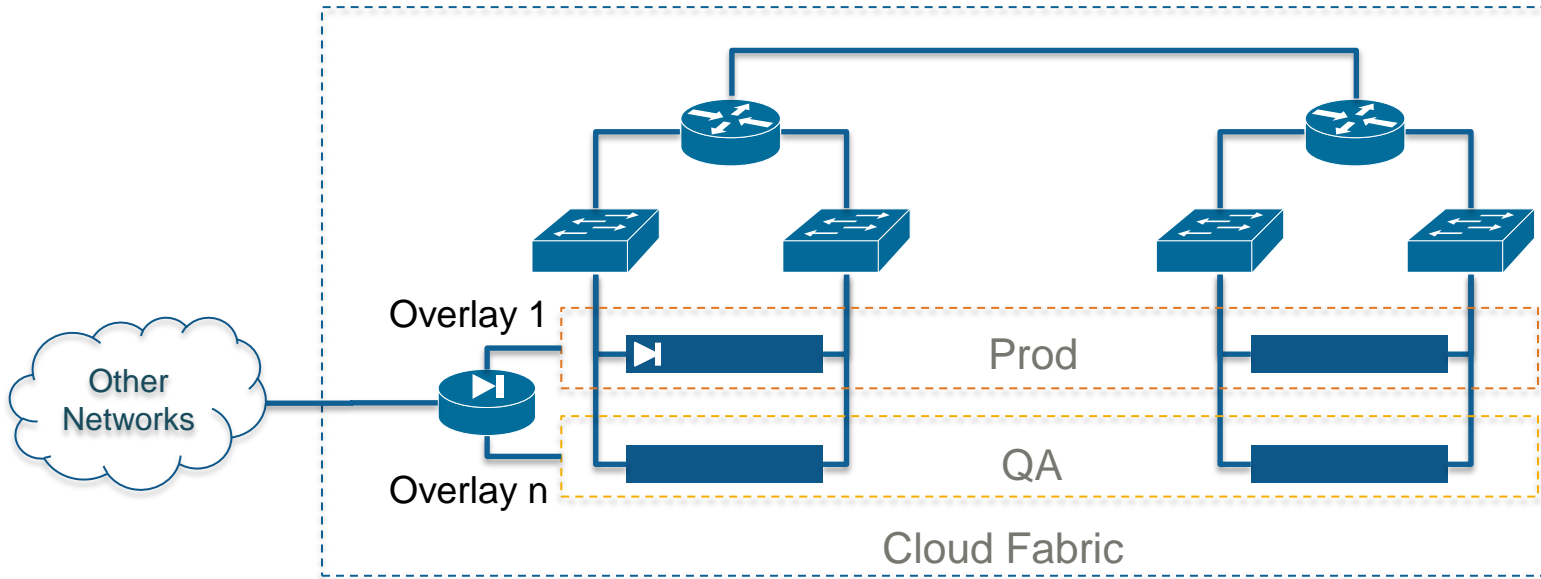 Overlay 1
Prod
Other
Networks
QA
Overlay n
Cloud Fabric